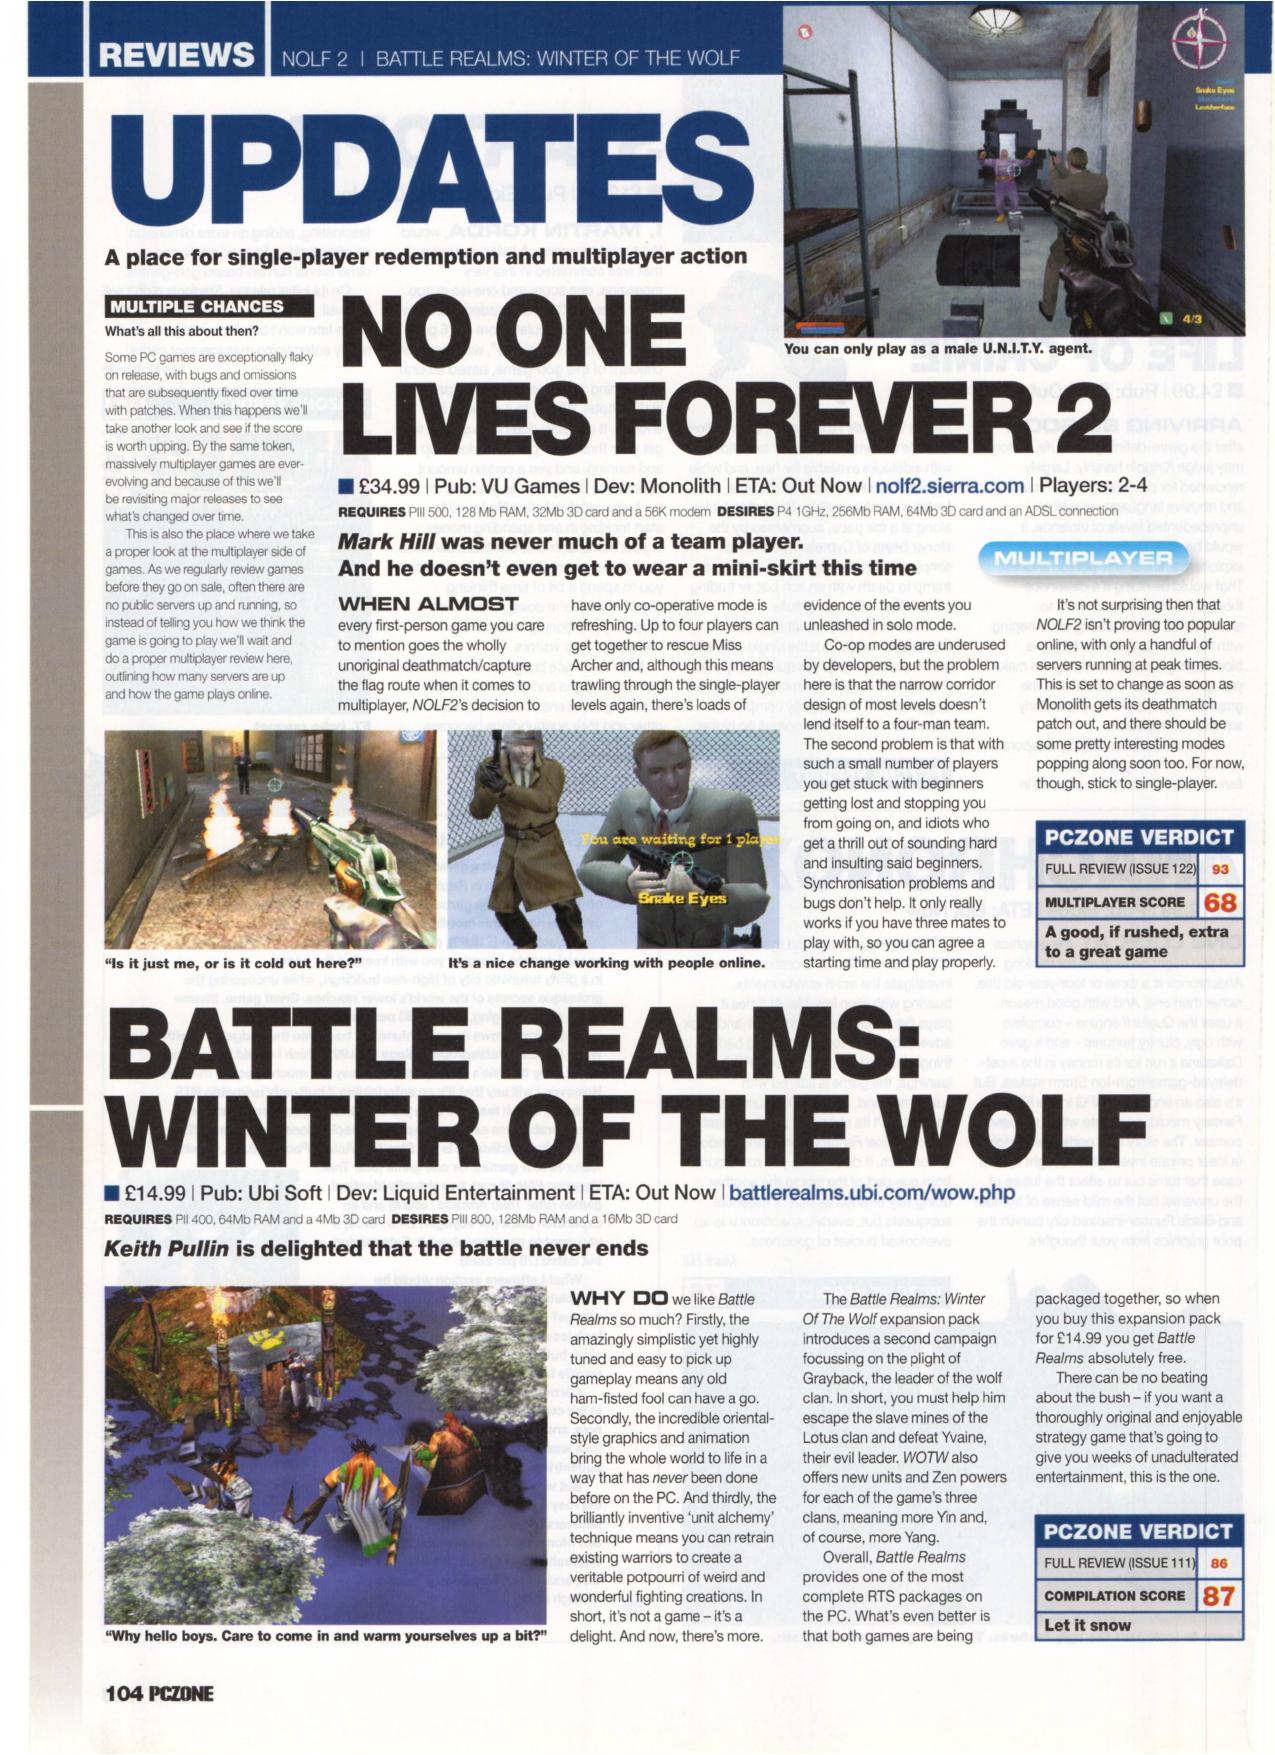 REVIEWS
NOLF 2 | BATTLE REALMS: WINTER OF THE WOLF
UPDATES
A place for single-player redemption and multiplayer action
Snake Eyes
Leatherface
4/3
You can only play as a male U.N.I.T.Y. agent.
MULTIPLE CHANCES
What's all this about then?
Some PC games are exceptionally flaky
on release, with bugs and omissions
that are subsequently fixed over time
with patches. When this happens we'll
take another look and see if the score
is worth upping. By the same token,
massively multiplayer games are ever-
evolving and because of this we'll
be revisiting major releases to see
what's changed over time.
This is also the place where we take
a proper look at the multiplayer side of
games. As we regularly review games
before they go on sale, often there are
no public servers up and running, so
instead of telling you how we think the
game is going to play we'll wait and
do a proper multiplayer review here,
outlining how many servers are up
and how the game plays online.
NO ONE
LIVES FOREVER 2
£34.99 | Pub: VU Games | Dev: Monolith | ETA: Out Now | nolf2.sierra.com | Players: 2-4
REQUIRES PIII 500, 128 Mb RAM, 32Mb 3D card and a 56K modem DESIRES P4 1GHz, 256Mb RAM, 64Mb 3D card and an ADSL connection
Mark Hill was never much of a team player.
And he doesn't even get to wear a mini-skirt this time
MULTIPLAYER
WHEN ALMOST
every first-person game you care
to mention goes the wholly
unoriginal deathmatch/capture
the flag route when it comes to
multiplayer, NOLF2's decision to
have only co-operative mode is
refreshing. Up to four players can
get together to rescue Miss
Archer and, although this means
trawling through the single-player
levels again, there's loads of
evidence of the events you
unleashed in solo mode.
Co-op modes are underused
by developers, but the problem
here is that the narrow corridor
design of most levels doesn't
lend itself to a four-man team.
The second problem is that with
such a small number of players
you get stuck with beginners
getting lost and stopping you
from going on, and idiots who
get a thrill out of sounding hard
and insulting said beginners.
Synchronisation problems and
bugs don't help. It only really
works if you have three mates to
play with, so you can agree a
starting time and play properly.
It's not surprising then that
NOLF2 isn't proving too popular
online, with only a handful of
servers running at peak times.
This is set to change as soon as
Monolith gets its deathmatch
patch out, and there should be
some pretty interesting modes
popping along soon too. For now,
though, stick to single-player.
You are waiting for 1 player
Snake Eyes
"Is it just me, or is it cold out here?"
It's a nice change working with people online.
PCZONE VERDICT
FULL REVIEW (ISSUE 122) 93
MULTIPLAYER SCORE 68
A good, if rushed, extra
to a great game
BATTLE REALMS:
WINTER OF THE WOLF
£14.99 | Pub: Ubi Soft | Dev: Liquid Entertainment | ETA: Out Now | battlerealms.ubi.com/wow.php
REQUIRES PII 400, 64Mb RAM and a 4Mb 3D card DESIRES PIII 800, 128Mb RAM and a 16Mb 3D card
Keith Pullin is delighted that the battle never ends
"Why hello boys. Care to come in and warm yourselves up a bit?"
WHY DO we like Battle
Realms so much? Firstly, the
amazingly simplistic yet highly
tuned and easy to pick up
gameplay means any old
ham-fisted fool can have a go.
Secondly, the incredible oriental-
style graphics and animation
bring the whole world to life in a
way that has never been done
before on the PC. And thirdly, the
brilliantly inventive 'unit alchemy'
technique means you can retrain
existing warriors to create a
veritable potpourri of weird and
wonderful fighting creations. In
short, it's not a game – it's a
delight. And now, there's more.
The Battle Realms: Winter
Of The Wolf expansion pack
introduces a second campaign
focussing on the plight of
Grayback, the leader of the wolf
clan. In short, you must help him
escape the slave mines of the
Lotus clan and defeat Yvaine,
their evil leader. WOTW also
offers new units and Zen powers
for each of the game's three
clans, meaning more Yin and,
of course, more Yang.
Overall, Battle Realms
provides one of the most
complete RTS packages on
the PC. What's even better is
that both games are being
packaged together, so when
you buy this expansion pack
for £14.99 you get Battle
Realms absolutely free.
There can be no beating
about the bush – if you want a
thoroughly original and enjoyable
strategy game that's going to
give you weeks of unadulterated
entertainment, this is the one.
PCZONE VERDICT
FULL REVIEW (ISSUE 111) 86
COMPILATION SCORE 87
Let it snow
104 PCZONE